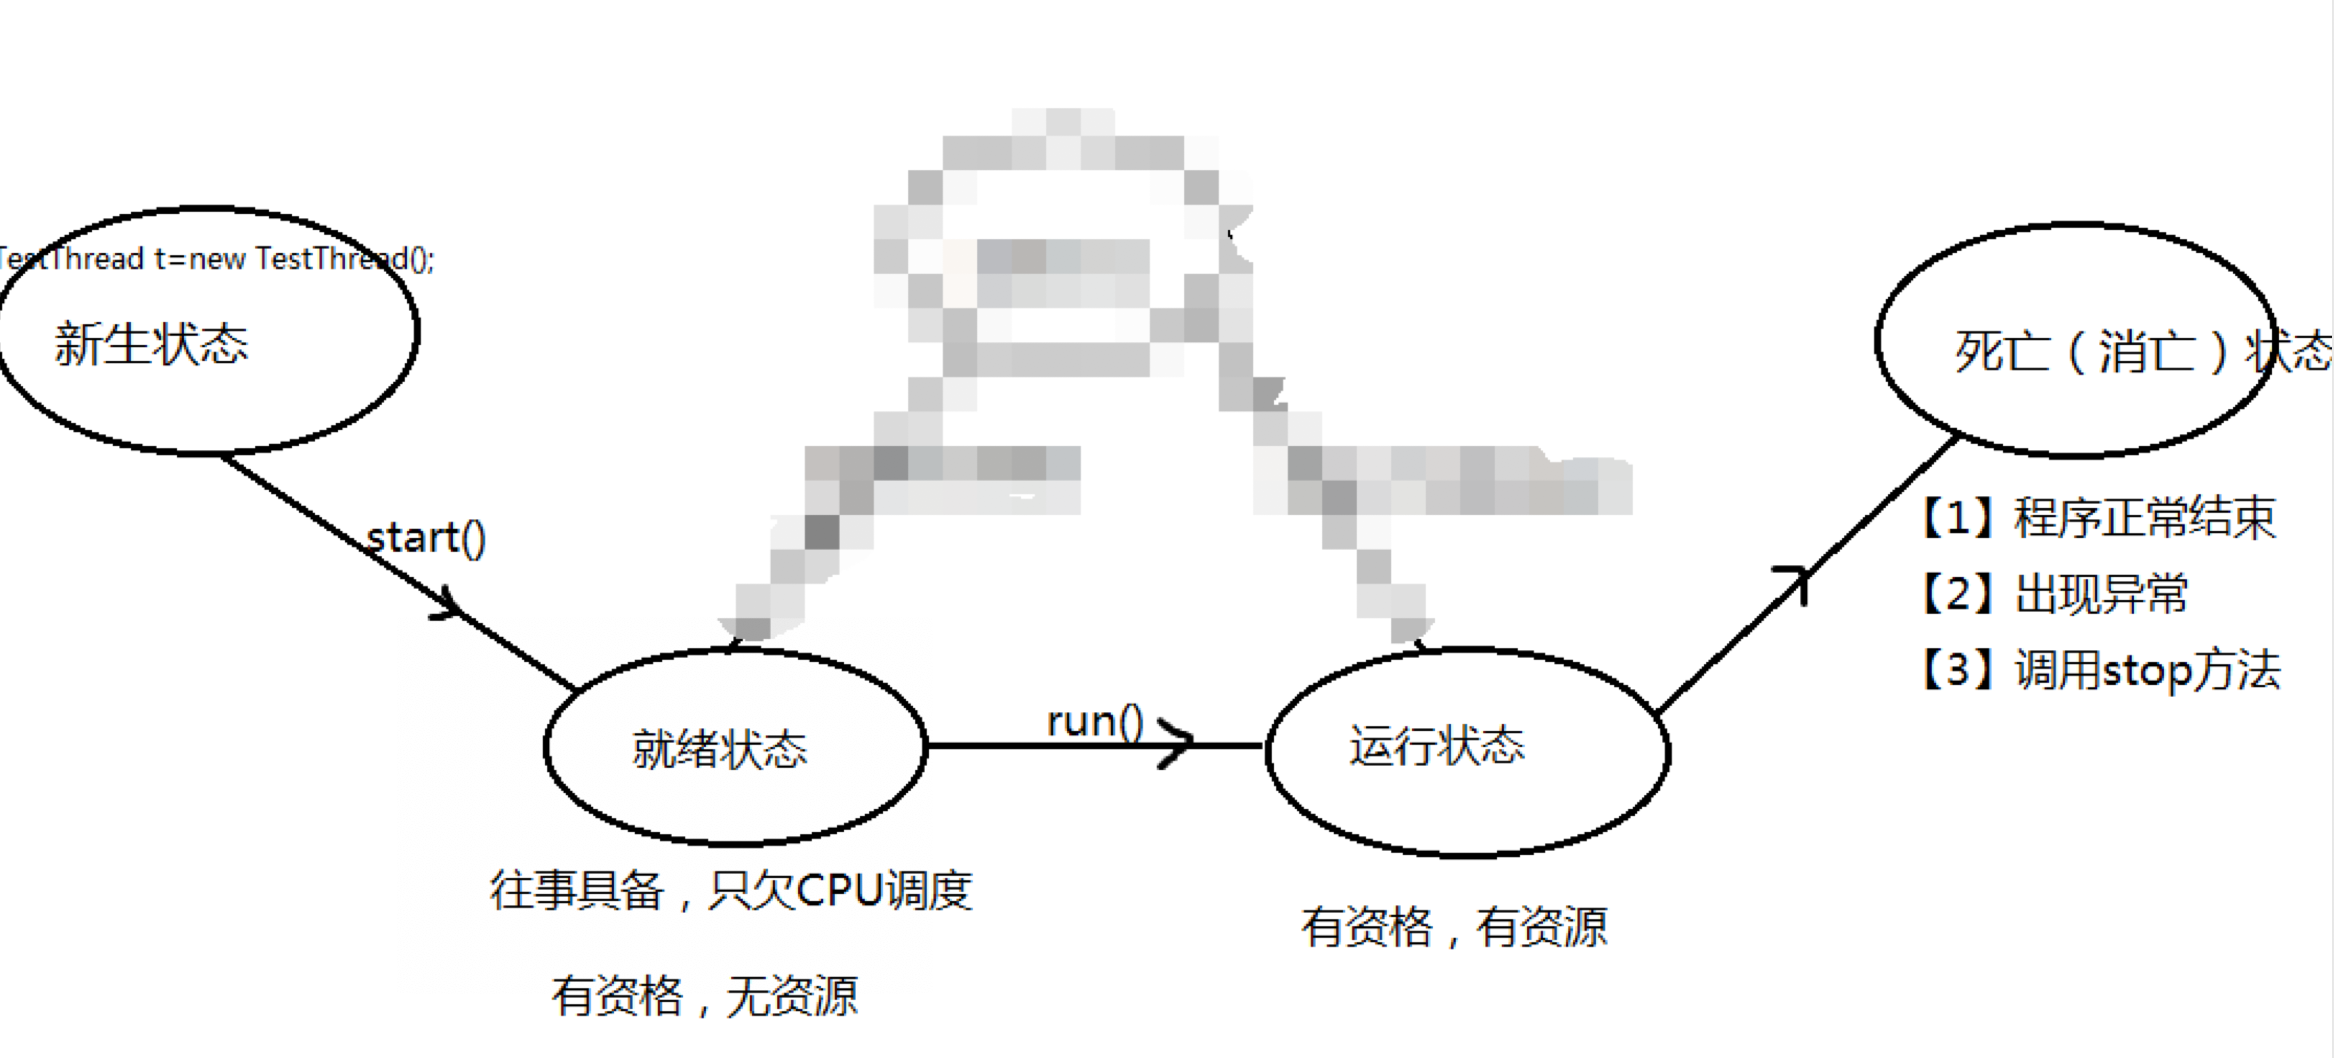 TestThread t=new TestThread();
新生状态
start()
就绪状态
往事具备，只欠CPU调度
有资格，无资源
run()
运行状态
有资格，有资源
死亡（消亡）状态
【1】程序正常结束
【2】出现异常
【3】调用stop方法